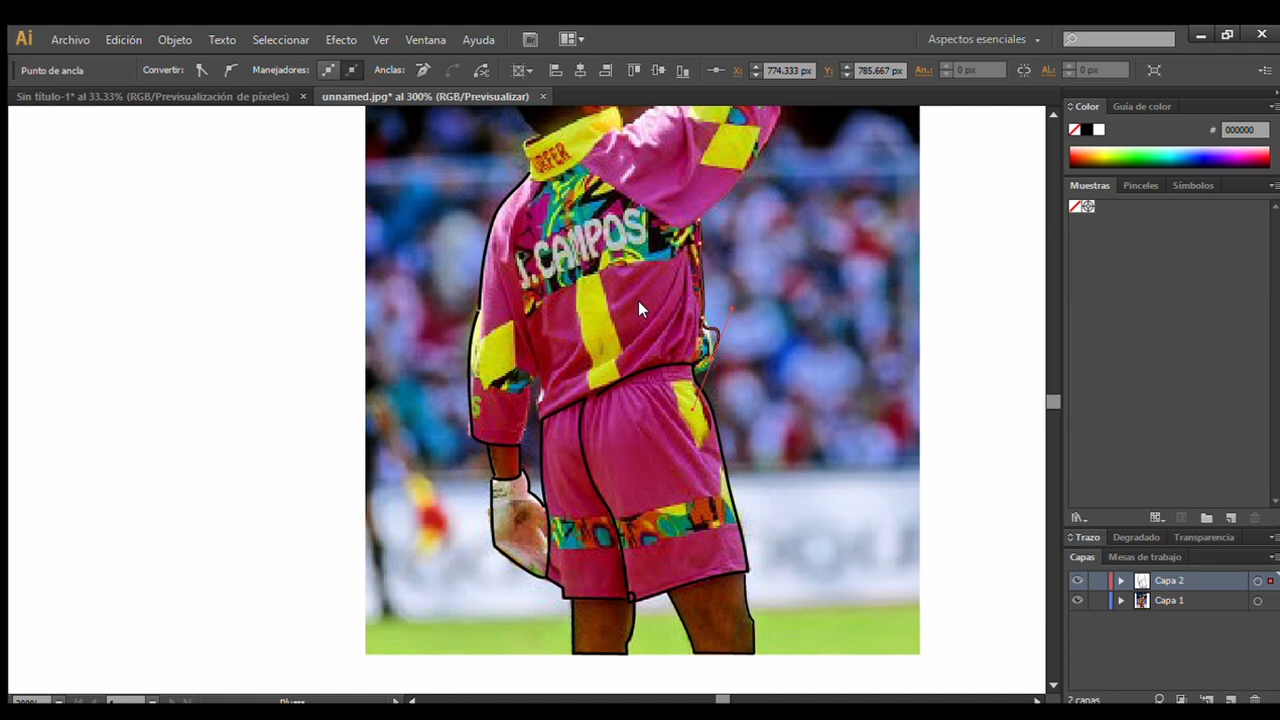 Ai Archivo Edición Objeto Texto Seleccionar Efecto Ver Ventana Ayuda Br Aspectos esenciales
Punto de ancla Convertir: Manejadores: Anclas: X: 774.333 px Y: 785.667 px An.: 0 px Al.: 0 px
Sin título-1* al 33.33% (RGB/Previsualización de píxeles) × unnamed.jpg* al 300% (RGB/Previsualizar) ×
Color Guía de color
# 000000
Muestras Pinceles Símbolos
J. CAMPOS
Trazo Degradado Transparencia
Capas Mesas de trabajo
Capa 2
Capa 1
2 capas